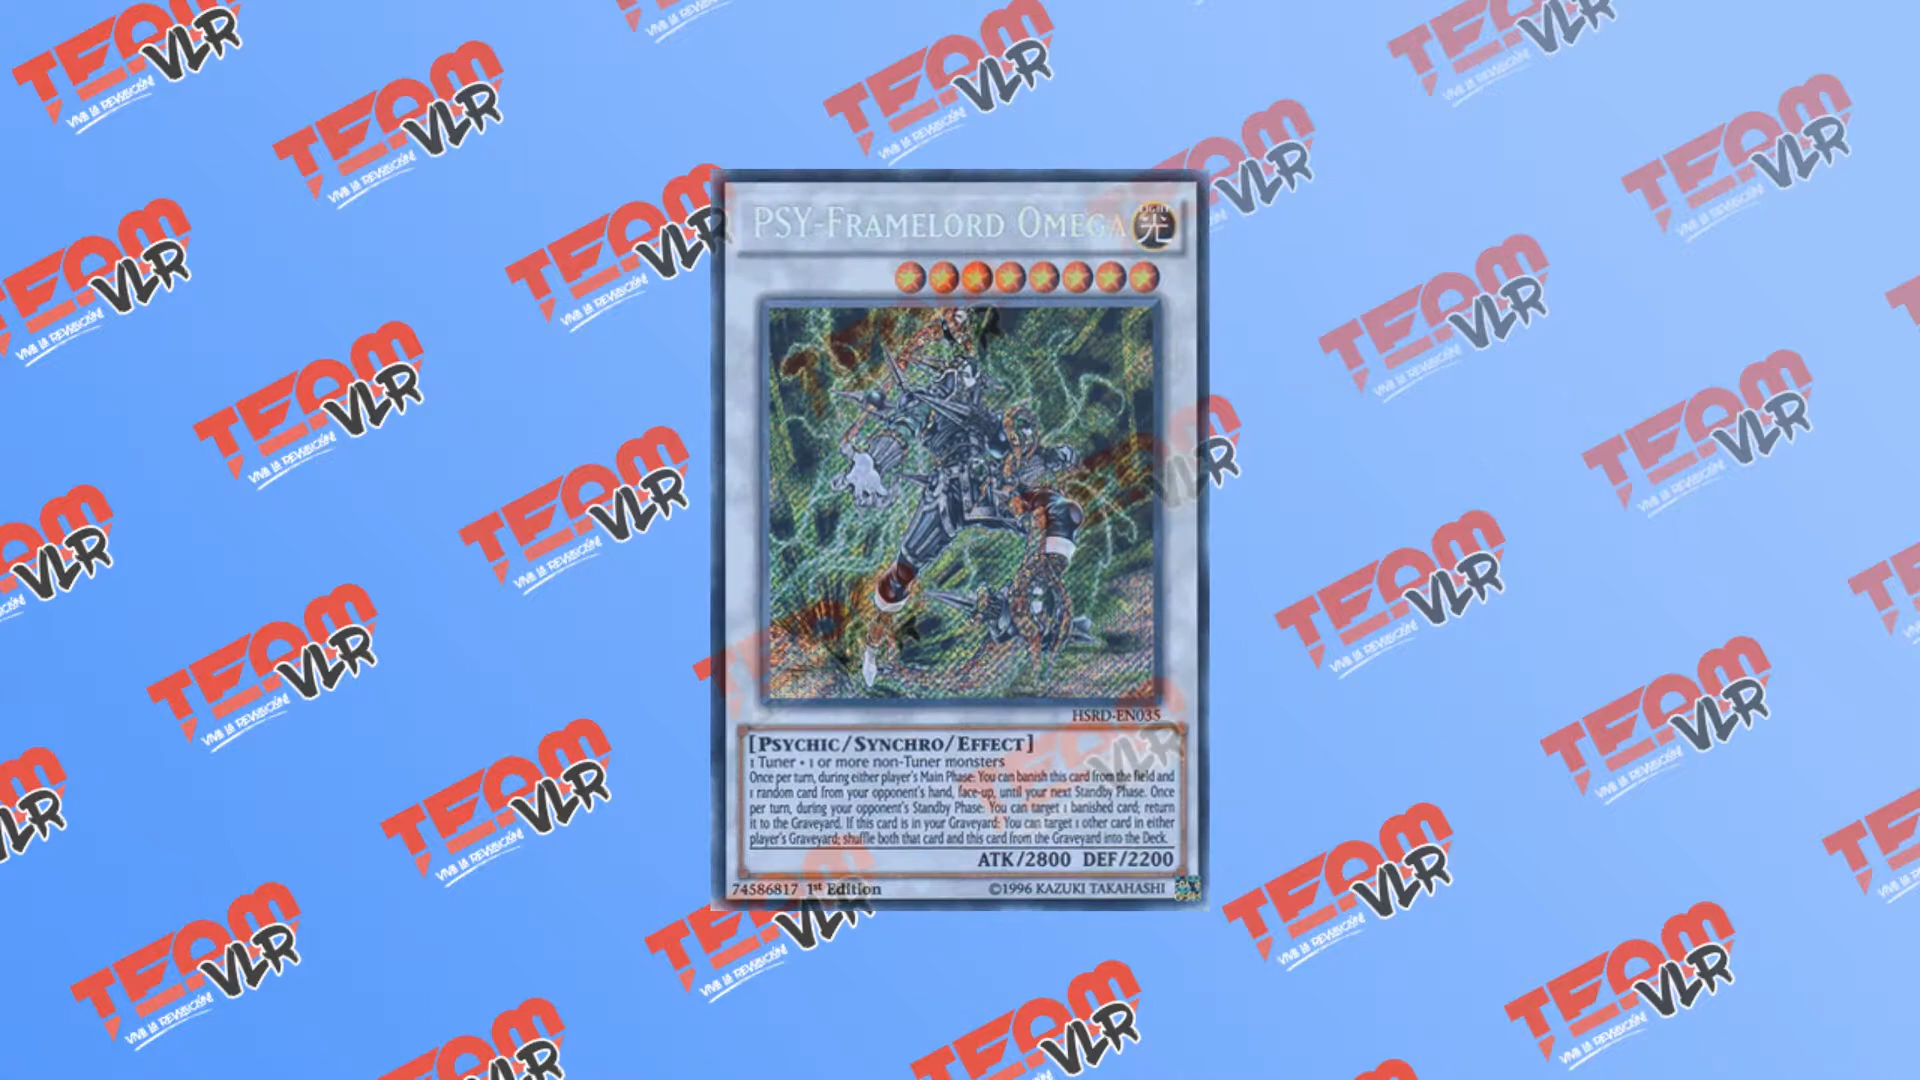 TEAM VLR
VIVA LA REVOLUCIÓN!
PSY-FRAMELORD OMEGA
LIGHT
光
HSRD-EN035
[PSYCHIC/SYNCHRO/EFFECT]
1 Tuner + 1 or more non-Tuner monsters
Once per turn, during either player's Main Phase: You can banish this card from the field and
1 random card from your opponent's hand, face-up, until your next Standby Phase. Once
per turn, during your opponent's Standby Phase: You can target 1 banished card; return
it to the Graveyard. If this card is in your Graveyard: You can target 1 other card in either
player's Graveyard; shuffle both that card and this card from the Graveyard into the Deck.
ATK/2800 DEF/2200
74586817 1st Edition ©1996 KAZUKI TAKAHASHI